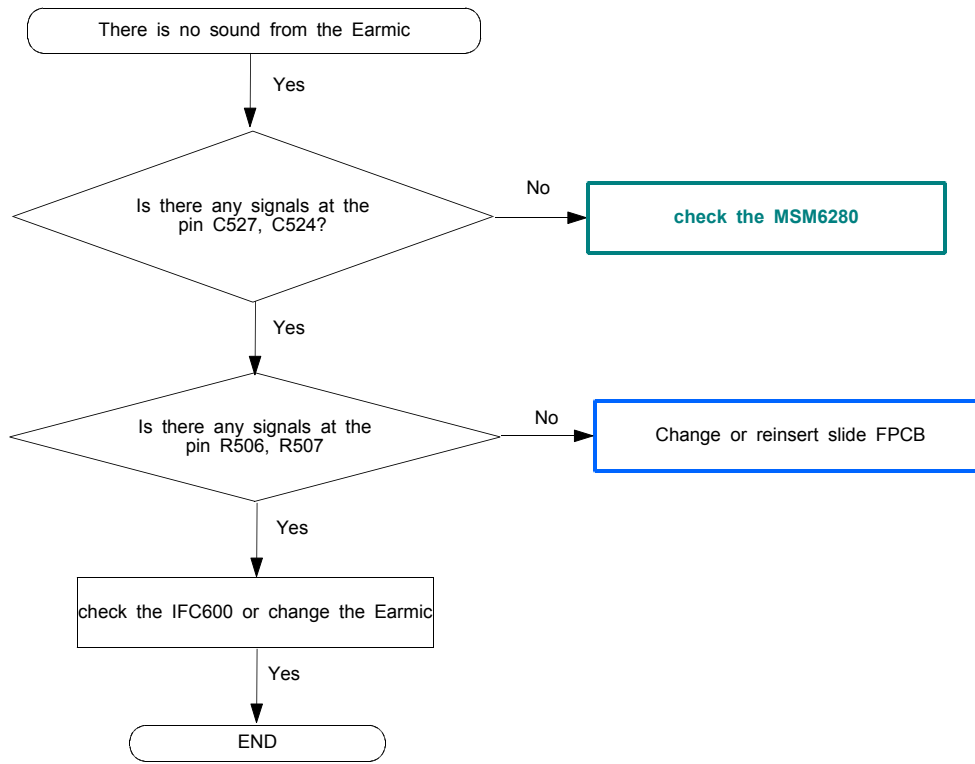 There is no sound from the Earmic
Yes
Is there any signals at the
pin C527, C524?
No
check the MSM6280
Yes
Is there any signals at the
pin R506, R507
No
Change or reinsert slide FPCB
Yes
check the IFC600 or change the Earmic
Yes
END